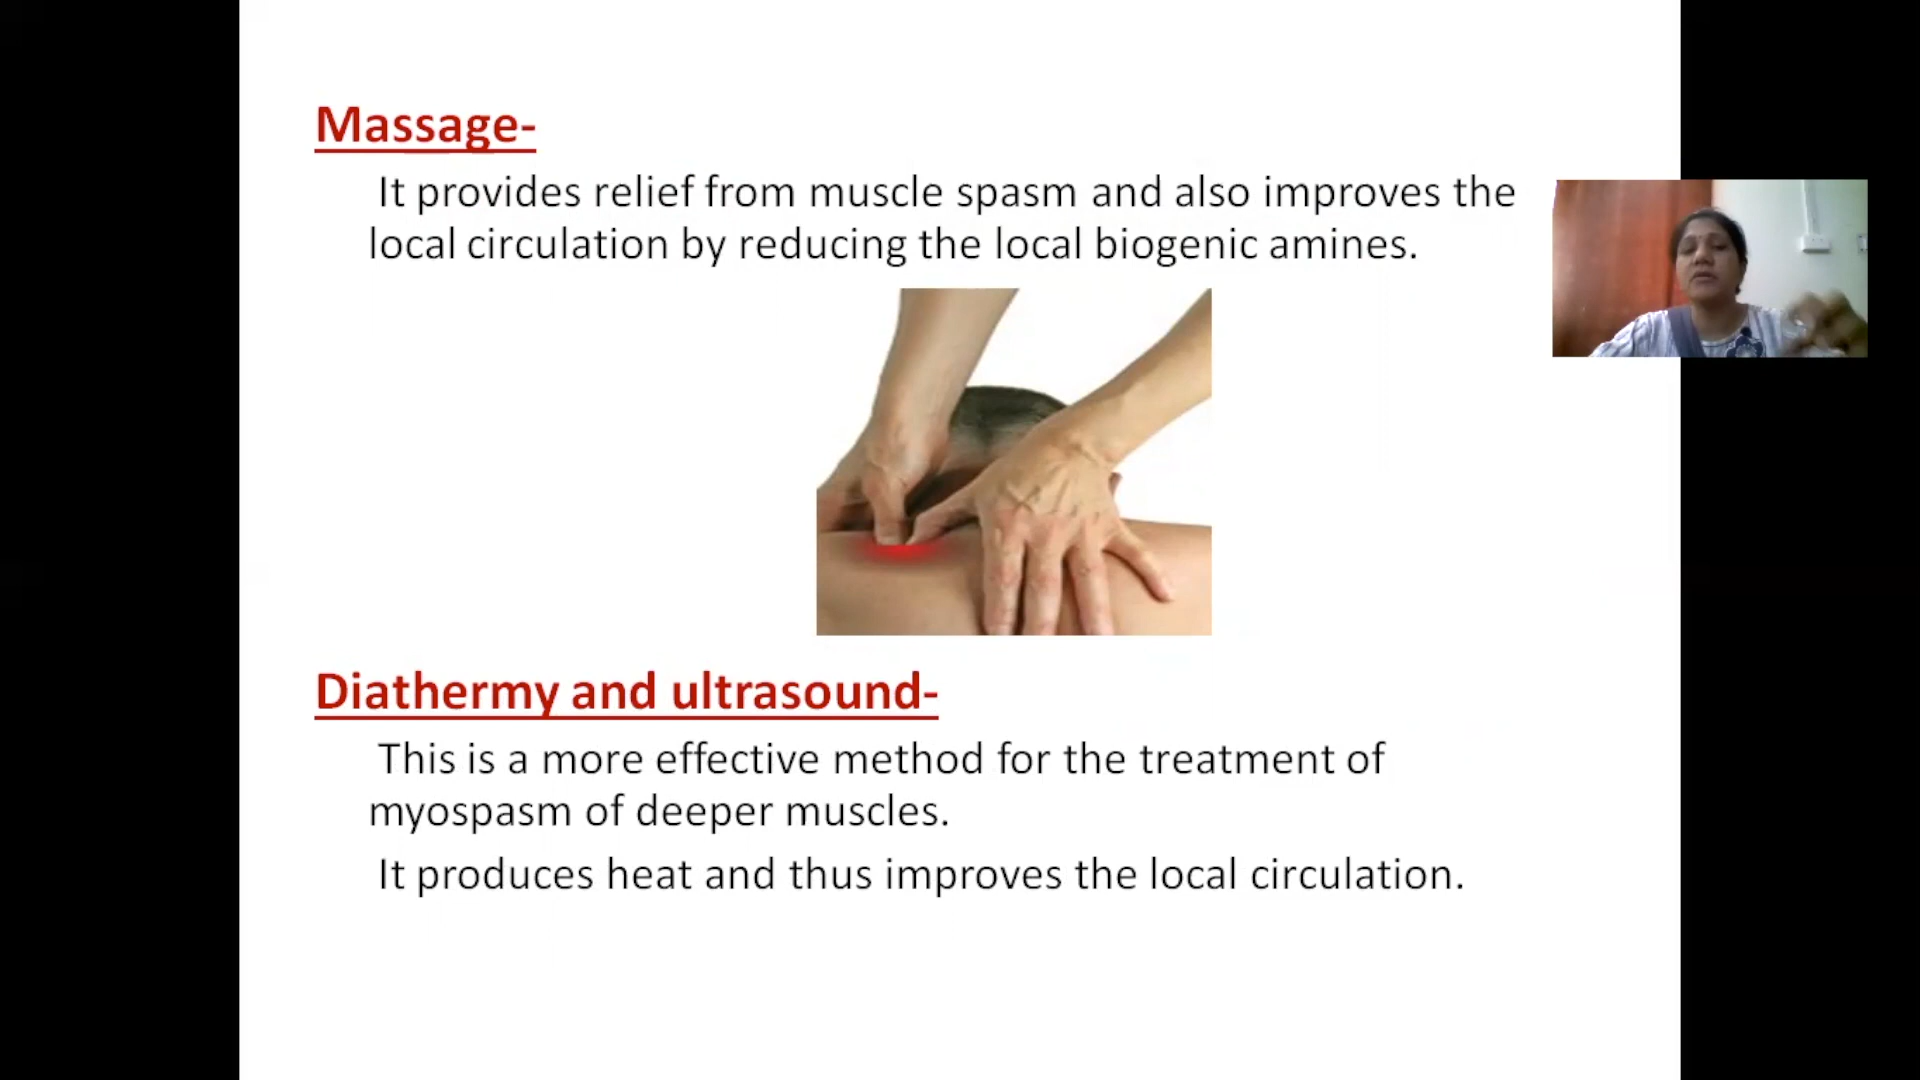 Massage-
It provides relief from muscle spasm and also improves the
local circulation by reducing the local biogenic amines.
Diathermy and ultrasound-
This is a more effective method for the treatment of
myospasm of deeper muscles.
It produces heat and thus improves the local circulation.